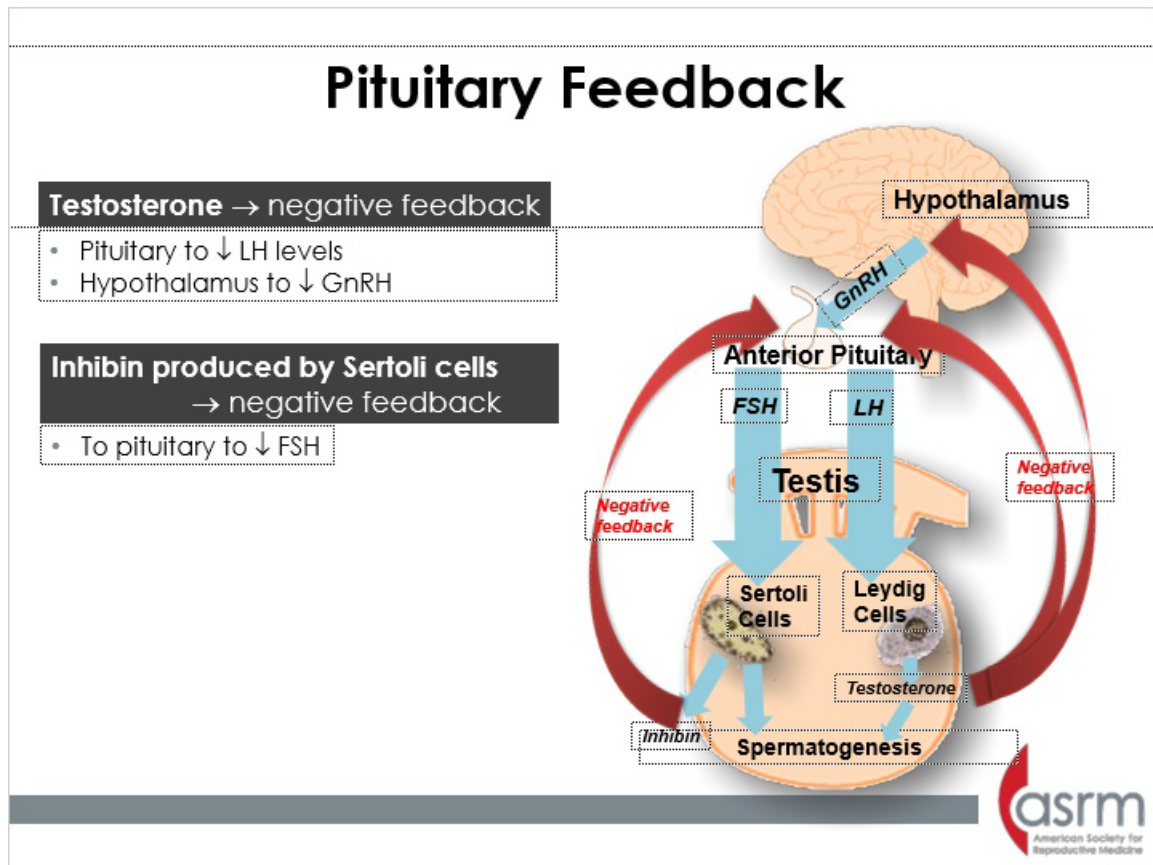 Pituitary Feedback
Testosterone → negative feedback
• Pituitary to ↓ LH levels
• Hypothalamus to ↓ GnRH
Inhibin produced by Sertoli cells
→ negative feedback
• To pituitary to ↓ FSH
Hypothalamus
GnRH
Anterior Pituitary
FSH
LH
Testis
Negative
feedback
Negative
feedback
Sertoli
Cells
Leydig
Cells
Testosterone
Inhibin
Spermatogenesis
asrm
American Society for
Reproductive Medicine